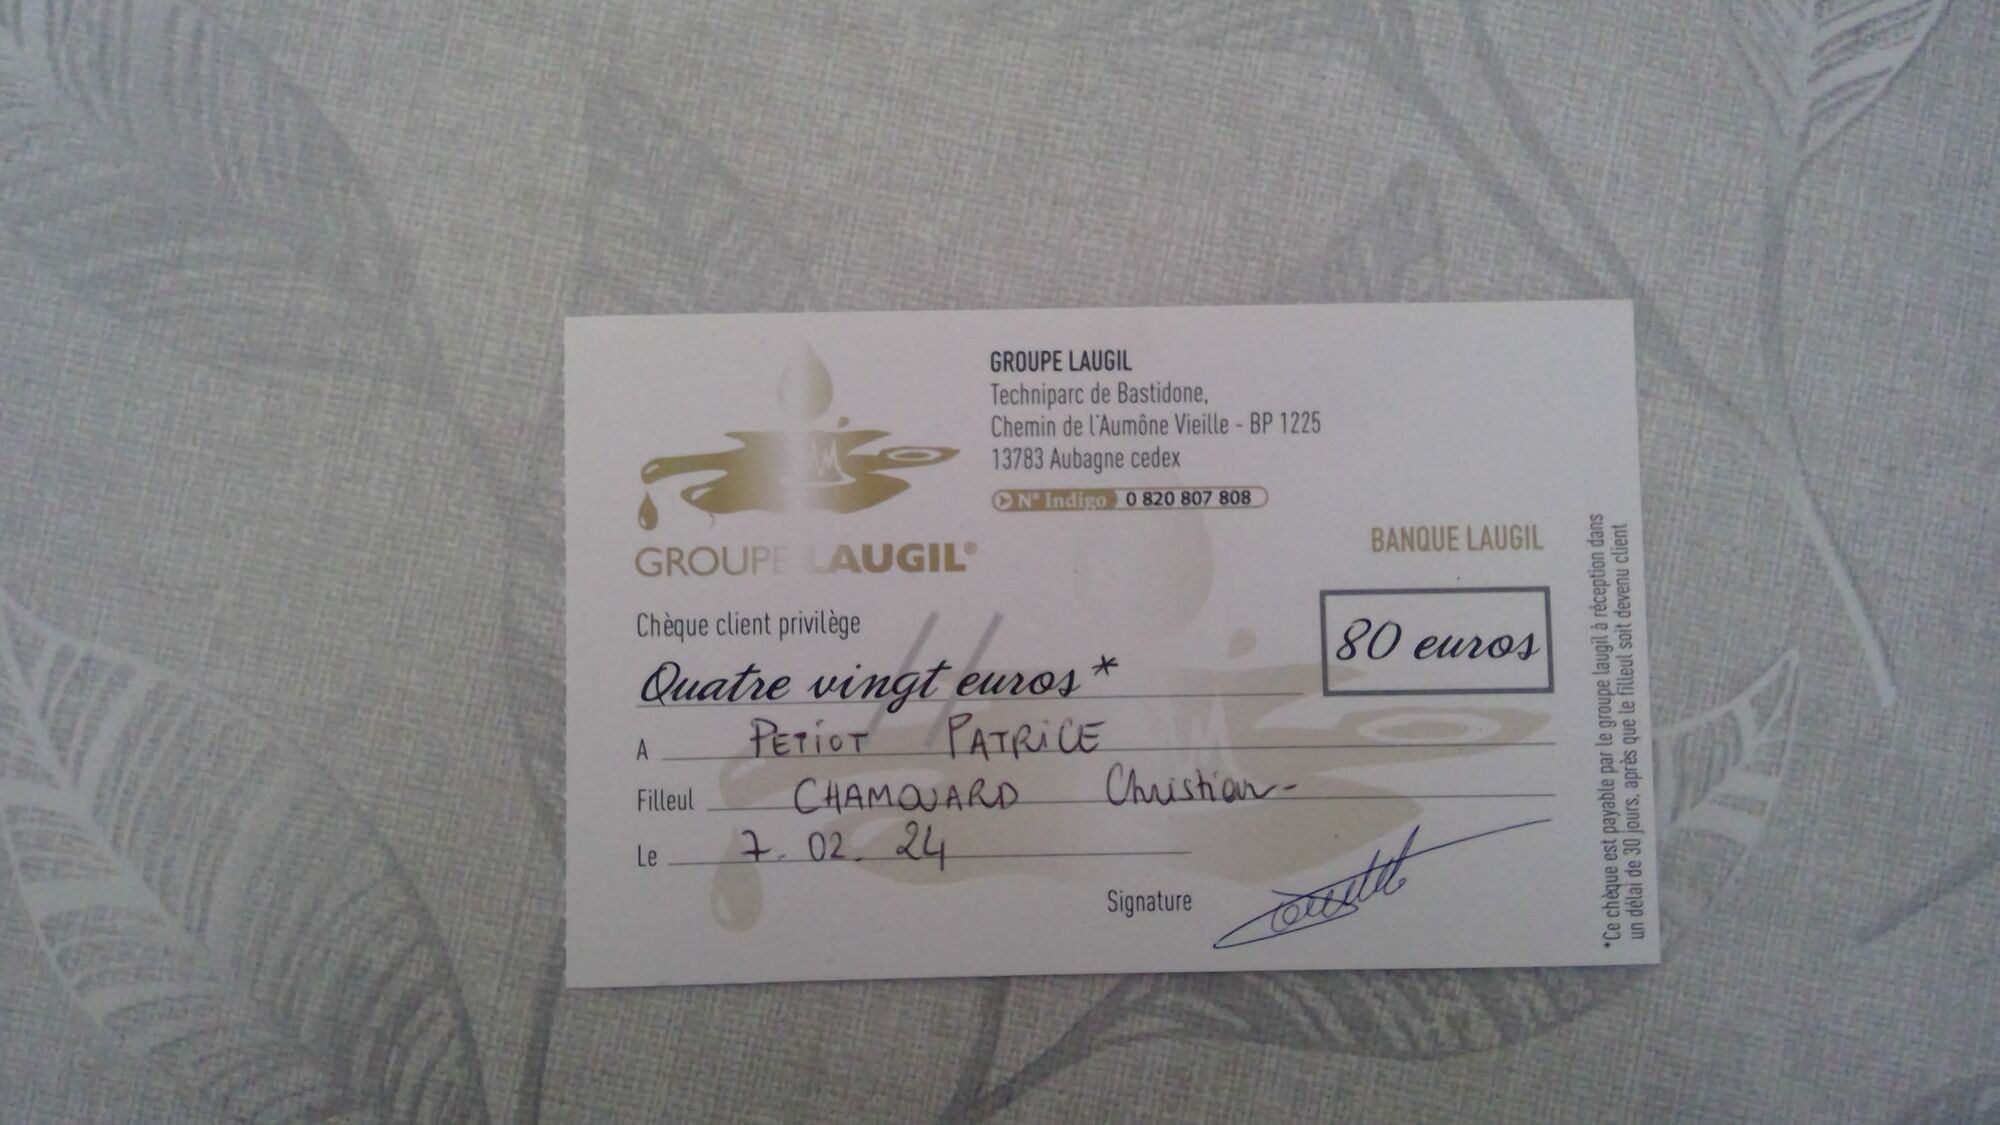 GROUPE LAUGIL
Techniparc de Bastidone,
Chemin de l'Aumône Vieille - BP 1225
13783 Aubagne cedex
N° Indigo 0 820 807 808
GROUPE LAUGIL®
BANQUE LAUGIL
Chèque client privilège
80 euros
Quatre vingt euros*
A PETIOT PATRICE
Filleul CHAMOUARD Christian-
Le 7. 02. 24
Signature
*Ce chèque est payable par le groupe laugil à réception dans
un délai de 30 jours, après que le filleul soit devenu client